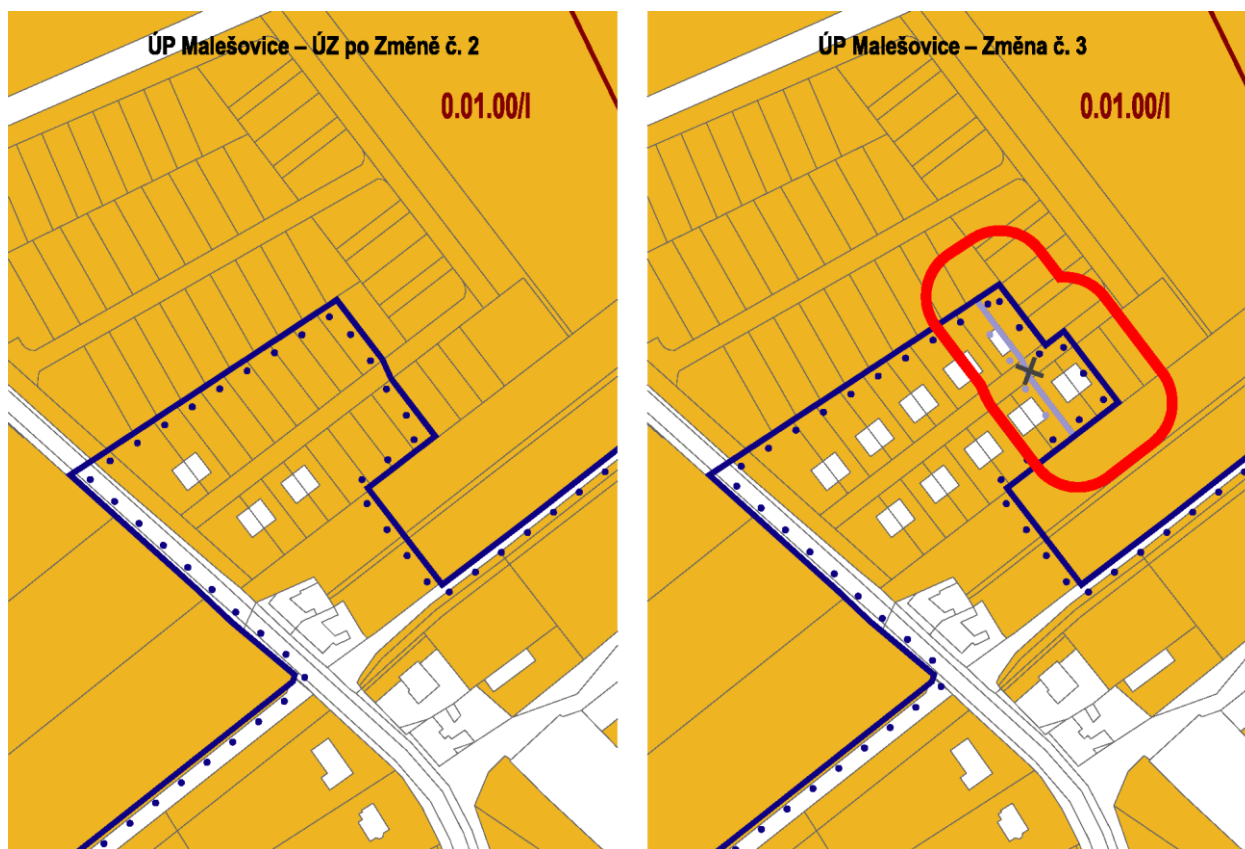 ÚP Malešovice – ÚZ po Změně č. 2
0.01.00/I
ÚP Malešovice – Změna č. 3
0.01.00/I